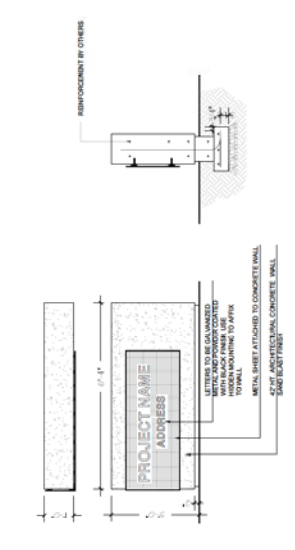 REINFORCEMENT BY OTHERS
PROJECT NAME
ADDRESS
LETTERS TO BE GALVANIZED
METAL AND POWDER COATED
WITH BLACK FINISH. USE
HIDDEN MOUNTING TO AFFIX
TO WALL
METAL SHEET ATTACHED TO CONCRETE WALL
42" HT. ARCHITECTURAL CONCRETE WALL
SAND BLAST FINISH